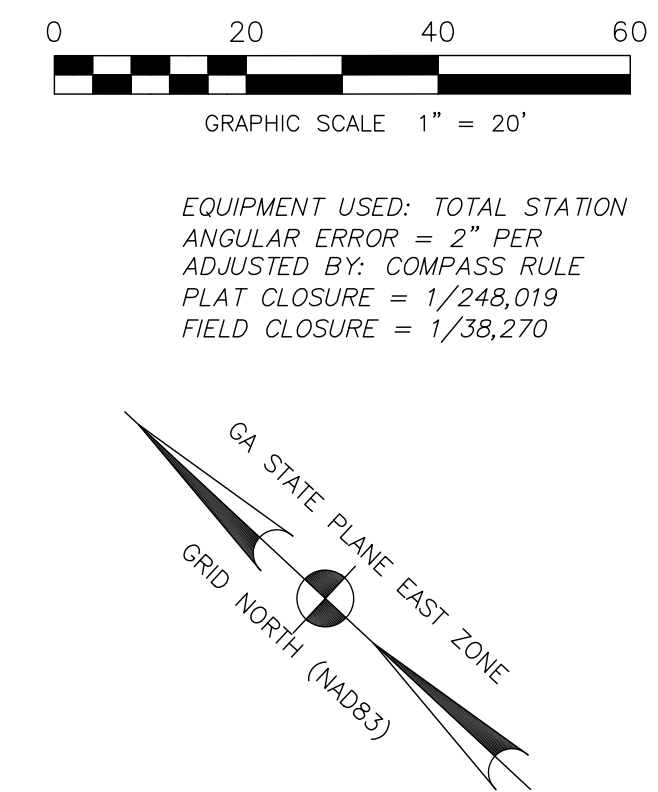 0 20 40 60
GRAPHIC SCALE 1" = 20'
EQUIPMENT USED: TOTAL STATION
ANGULAR ERROR = 2" PER
ADJUSTED BY: COMPASS RULE
PLAT CLOSURE = 1/248,019
FIELD CLOSURE = 1/38,270
GA STATE PLANE EAST ZONE
GRID NORTH (NAD83)